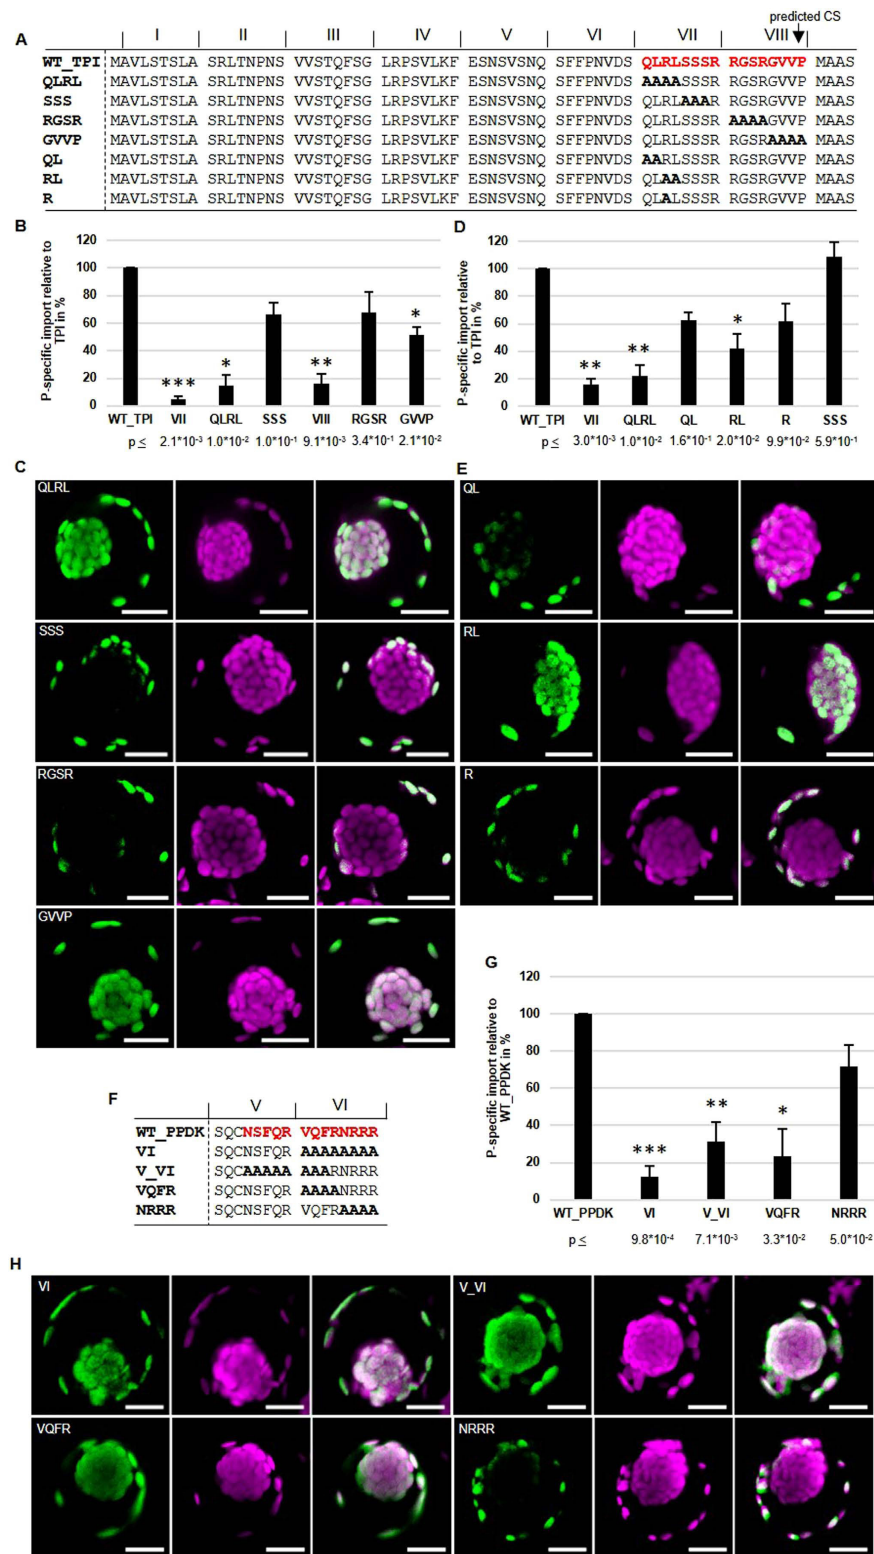 predicted CS
A I II III IV V VI VII VIII
WT_TPI MAVLSTSLA SRLTNPNS VVSTQFSG LRPSVLKF ESNSVSNQ SFFPNVDS QLRLSSSR RGSRGVVP MAAS
QLRL MAVLSTSLA SRLTNPNS VVSTQFSG LRPSVLKF ESNSVSNQ SFFPNVDS AAAASSSR RGSRGVVP MAAS
SSS MAVLSTSLA SRLTNPNS VVSTQFSG LRPSVLKF ESNSVSNQ SFFPNVDS QLRLAAAR RGSRGVVP MAAS
RGSR MAVLSTSLA SRLTNPNS VVSTQFSG LRPSVLKF ESNSVSNQ SFFPNVDS QLRLSSSR AAAAGVVP MAAS
GVVP MAVLSTSLA SRLTNPNS VVSTQFSG LRPSVLKF ESNSVSNQ SFFPNVDS QLRLSSSR RGSRAAAA MAAS
QL MAVLSTSLA SRLTNPNS VVSTQFSG LRPSVLKF ESNSVSNQ SFFPNVDS AARLSSSR RGSRGVVP MAAS
RL MAVLSTSLA SRLTNPNS VVSTQFSG LRPSVLKF ESNSVSNQ SFFPNVDS QLAASSSR RGSRGVVP MAAS
R MAVLSTSLA SRLTNPNS VVSTQFSG LRPSVLKF ESNSVSNQ SFFPNVDS QLALSSSR RGSRGVVP MAAS
B
P-specific import relative to
TPI in %
120
100
80
60
40
20
0
*** * ** *
WT_TPI VII QLRL SSS VIII RGSR GVVP
p ≤ 2.1*10-3 1.0*10-2 1.0*10-1 9.1*10-3 3.4*10-1 2.1*10-2
D
P-specific import relative
to TPI in %
120
100
80
60
40
20
0
** ** *
WT_TPI VII QLRL QL RL R SSS
p ≤ 3.0*10-3 1.0*10-2 1.6*10-1 2.0*10-2 9.9*10-2 5.9*10-1
C
QLRL
SSS
RGSR
GVVP
E
QL
RL
R
F V VI
WT_PPDK SQCNSFQR VQFRNRRR
VI SQCNSFQR AAAAAAAA
V_VI SQCAAAAA AAARNRRR
VQFR SQCNSFQR AAAANRRR
NRRR SQCNSFQR VQFRAAAA
G
P-specific import relative to
WT_PPDK in %
120
100
80
60
40
20
0
*** ** *
WT_PPDK VI V_VI VQFR NRRR
p ≤ 9.8*10-4 7.1*10-3 3.3*10-2 5.0*10-2
H
VI V_VI
VQFR NRRR